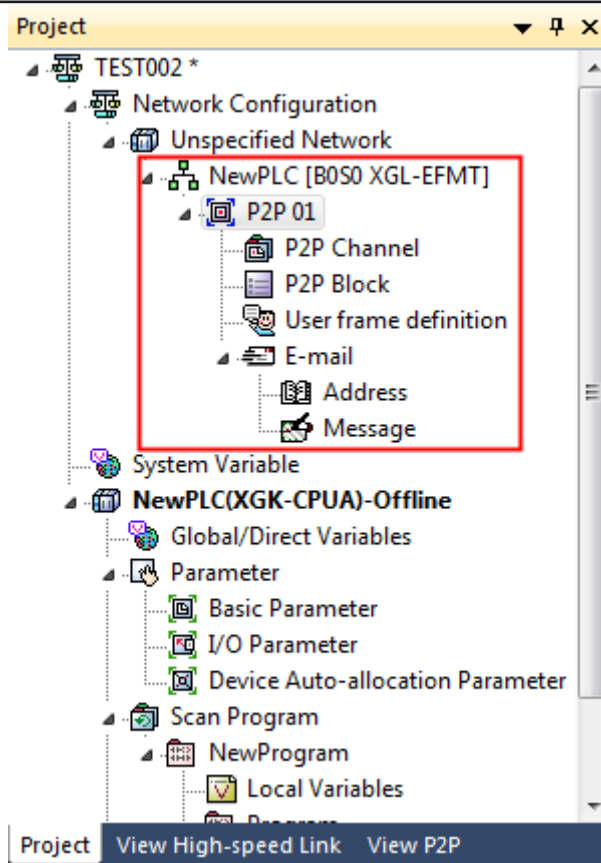 Project
TEST002 *
Network Configuration
Unspecified Network
NewPLC [B0S0 XGL-EFMT]
P2P 01
P2P Channel
P2P Block
User frame definition
E-mail
Address
Message
System Variable
NewPLC(XGK-CPUA)-Offline
Global/Direct Variables
Parameter
Basic Parameter
I/O Parameter
Device Auto-allocation Parameter
Scan Program
NewProgram
Local Variables
Project View High-speed Link View P2P